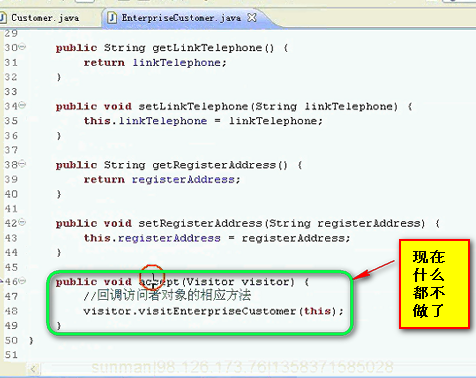 Customer.java
EnterpriseCustomer.java
29
30 public String getLinkTelephone() {
31 return linkTelephone;
32 }
33
34 public void setLinkTelephone(String linkTelephone) {
35 this.linkTelephone = linkTelephone;
36 }
37
38 public String getRegisterAddress() {
39 return registerAddress;
40 }
41
42 public void setRegisterAddress(String registerAddress) {
43 this.registerAddress = registerAddress;
44 }
45
46 public void accept(Visitor visitor) {
47 //回调访问者对象的相应方法
48 visitor.visitEnterpriseCustomer(this);
49 }
50 }
51
现在
什么
都不
做了
sunman|98.126.173.76|1358371585028